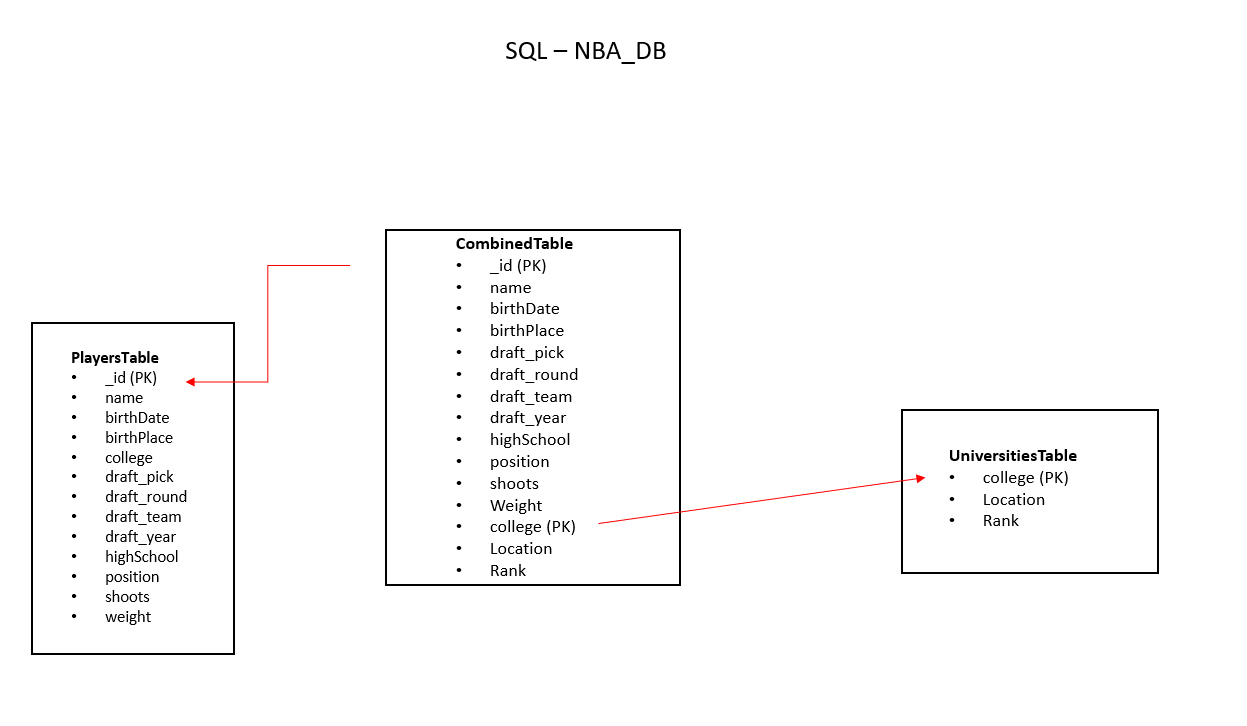 SQL – NBA_DB
PlayersTable
• _id (PK)
• name
• birthDate
• birthPlace
• college
• draft_pick
• draft_round
• draft_team
• draft_year
• highSchool
• position
• shoots
• weight
CombinedTable
• _id (PK)
• name
• birthDate
• birthPlace
• draft_pick
• draft_round
• draft_team
• draft_year
• highSchool
• position
• shoots
• Weight
• college (PK)
• Location
• Rank
UniversitiesTable
• college (PK)
• Location
• Rank